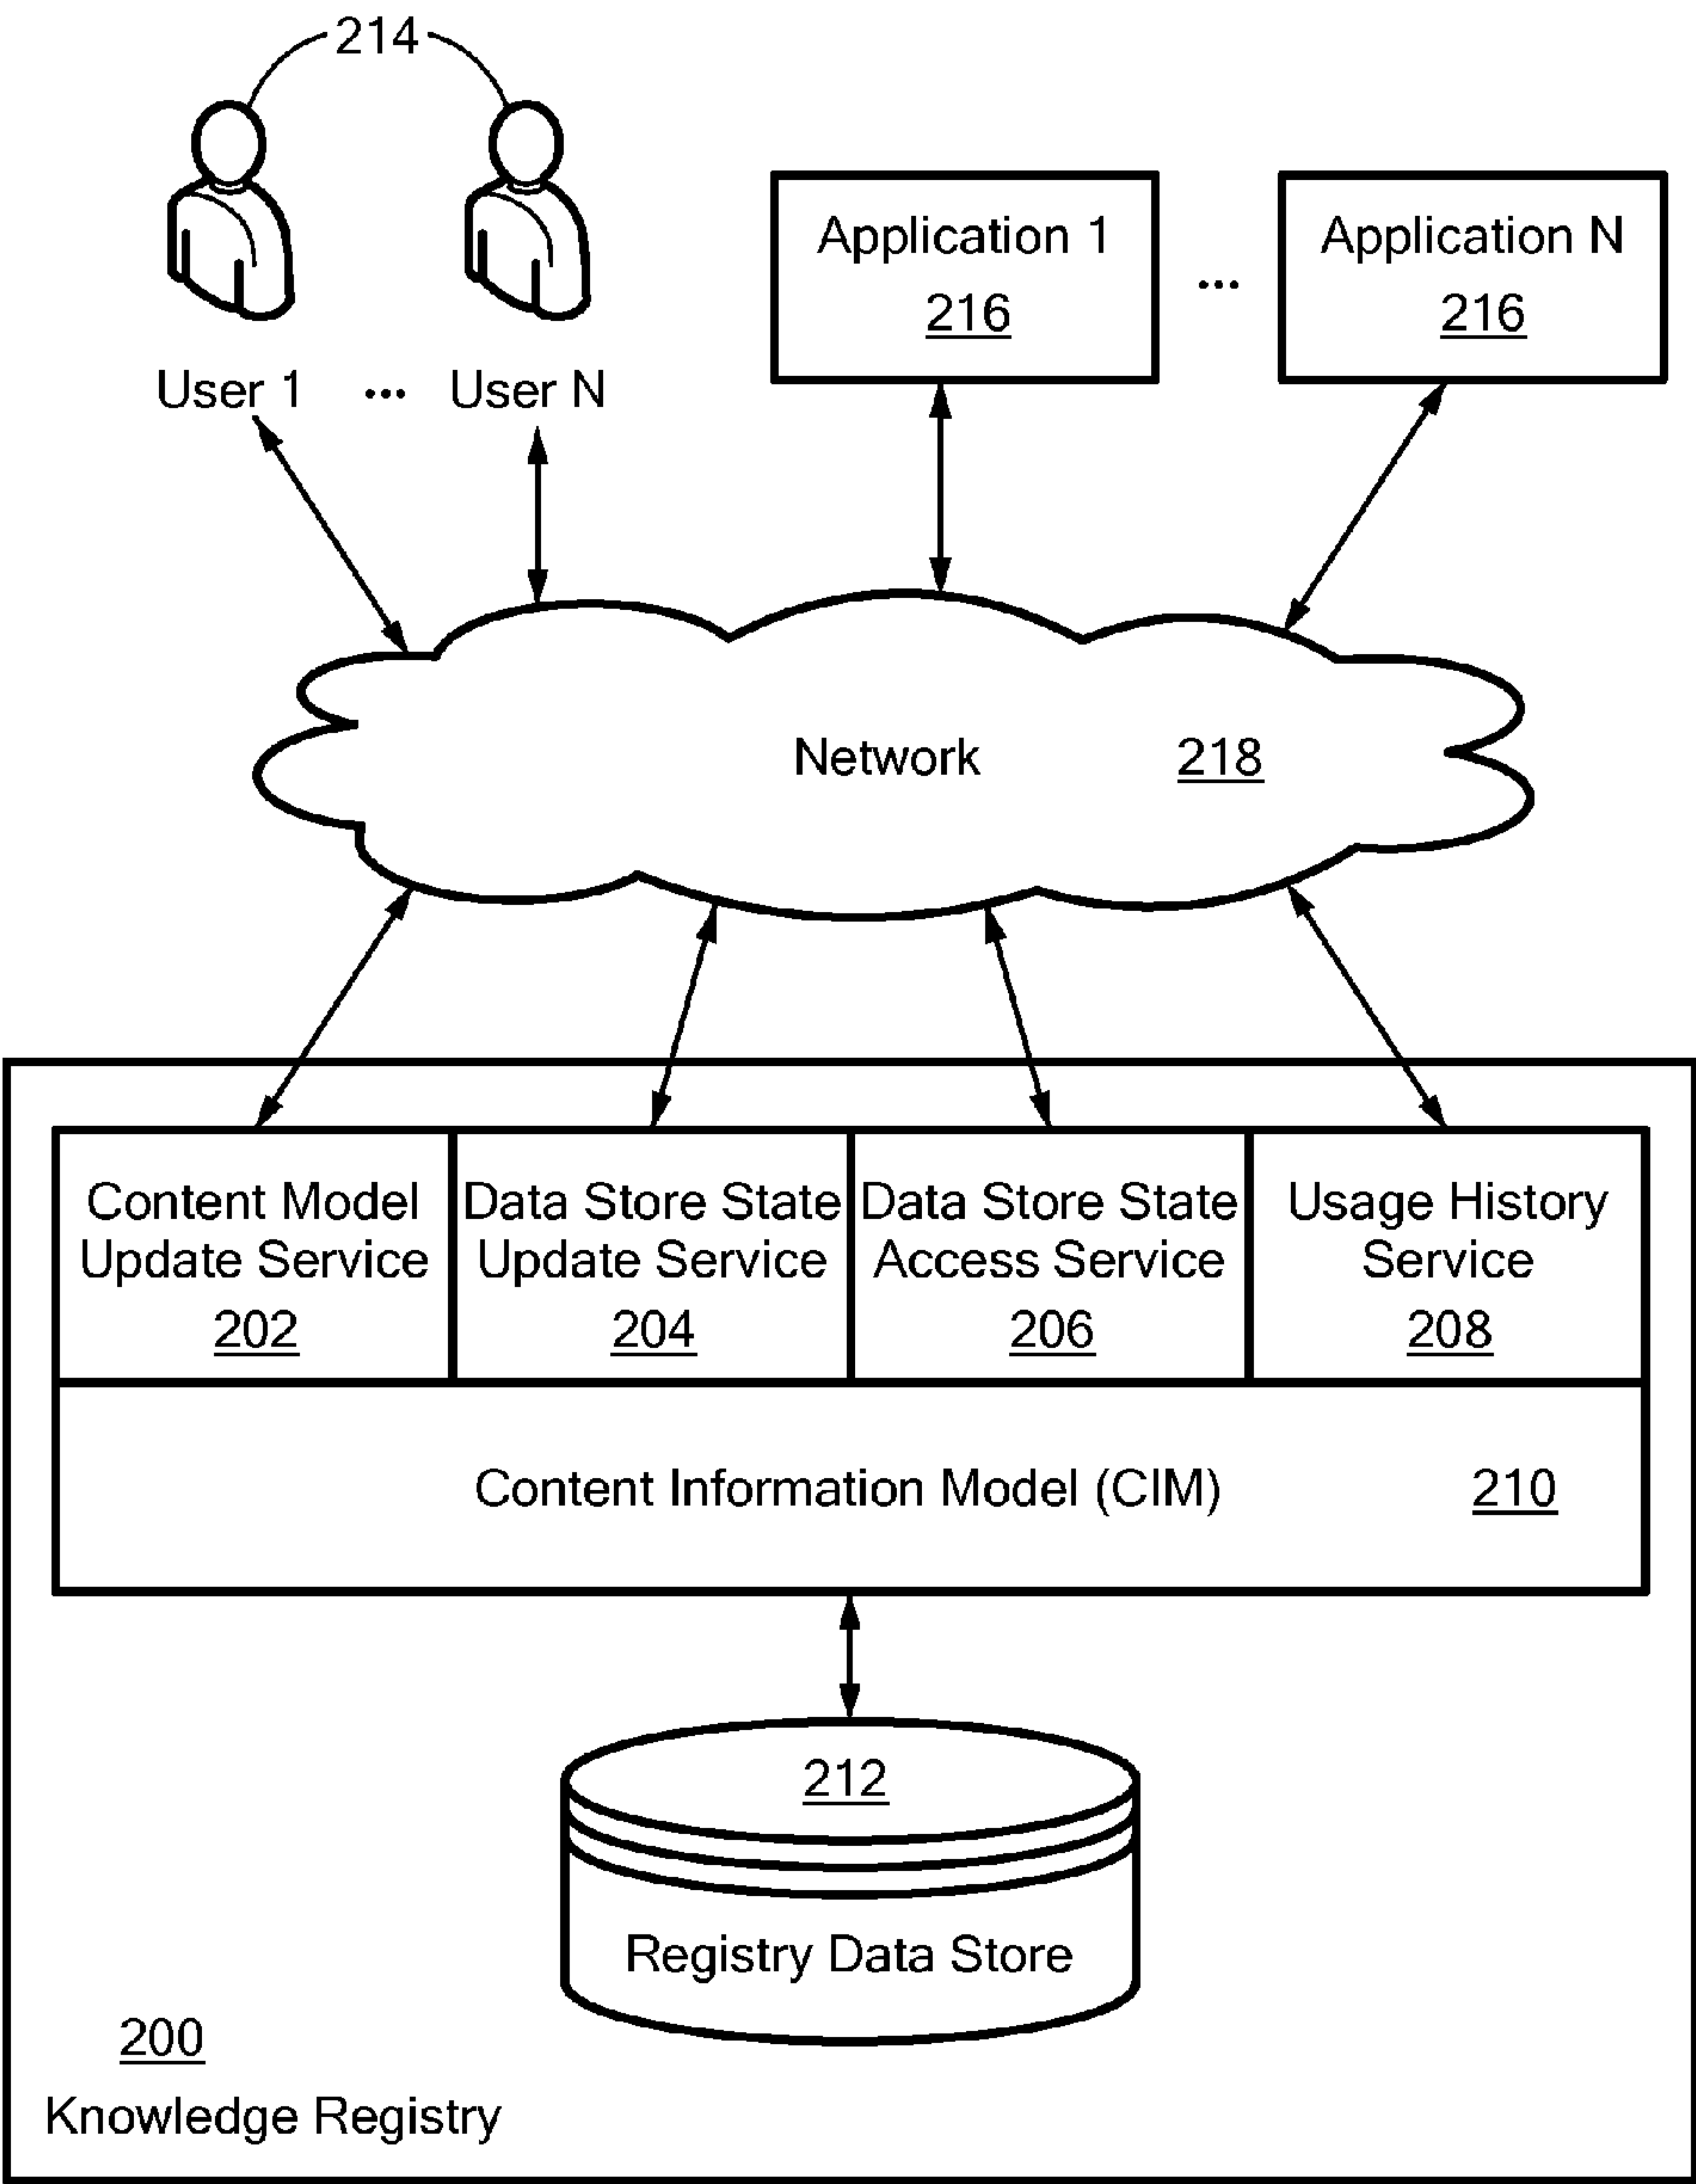 214
User 1 ... User N
Application 1
216
...
Application N
216
Network 218
Content Model
Update Service
202
Data Store State
Update Service
204
Data Store State
Access Service
206
Usage History
Service
208
Content Information Model (CIM) 210
212
Registry Data Store
200
Knowledge Registry